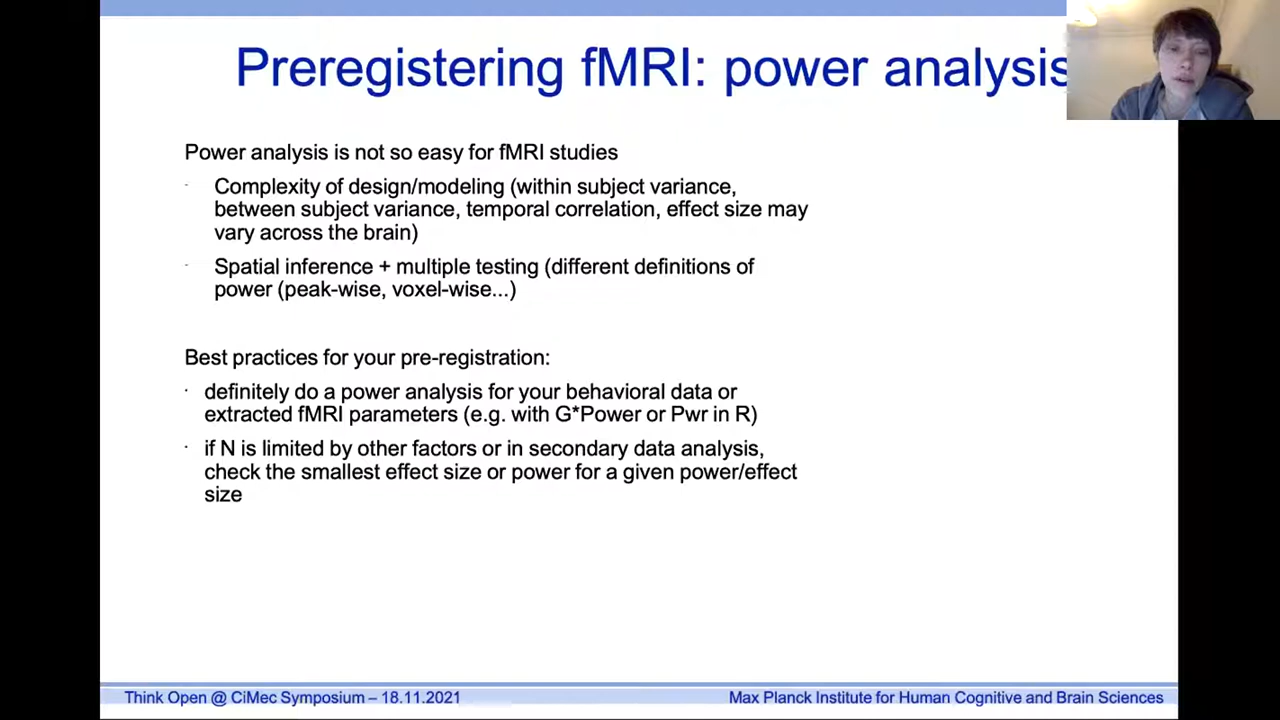 Preregistering fMRI: power analysis
Power analysis is not so easy for fMRI studies
- Complexity of design/modeling (within subject variance,
between subject variance, temporal correlation, effect size may
vary across the brain)
- Spatial inference + multiple testing (different definitions of
power (peak-wise, voxel-wise...)
Best practices for your pre-registration:
· definitely do a power analysis for your behavioral data or
extracted fMRI parameters (e.g. with G*Power or Pwr in R)
· if N is limited by other factors or in secondary data analysis,
check the smallest effect size or power for a given power/effect
size
Think Open @ CiMec Symposium – 18.11.2021
Max Planck Institute for Human Cognitive and Brain Sciences